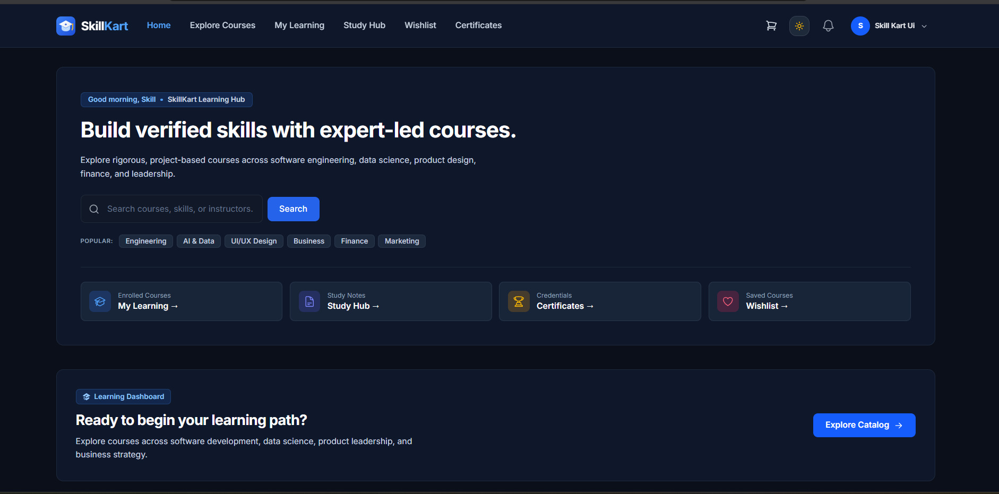 SkillKart
Home
Explore Courses
My Learning
Study Hub
Wishlist
Certificates
S
Skill Kart Ui
Good morning, Skill • SkillKart Learning Hub
Build verified skills with expert-led courses.
Explore rigorous, project-based courses across software engineering, data science, product design,
finance, and leadership.
Search courses, skills, or instructors.
Search
POPULAR:
Engineering
AI & Data
UI/UX Design
Business
Finance
Marketing
Enrolled Courses
My Learning →
Study Notes
Study Hub →
Credentials
Certificates →
Saved Courses
Wishlist →
Learning Dashboard
Ready to begin your learning path?
Explore courses across software development, data science, product leadership, and
business strategy.
Explore Catalog →